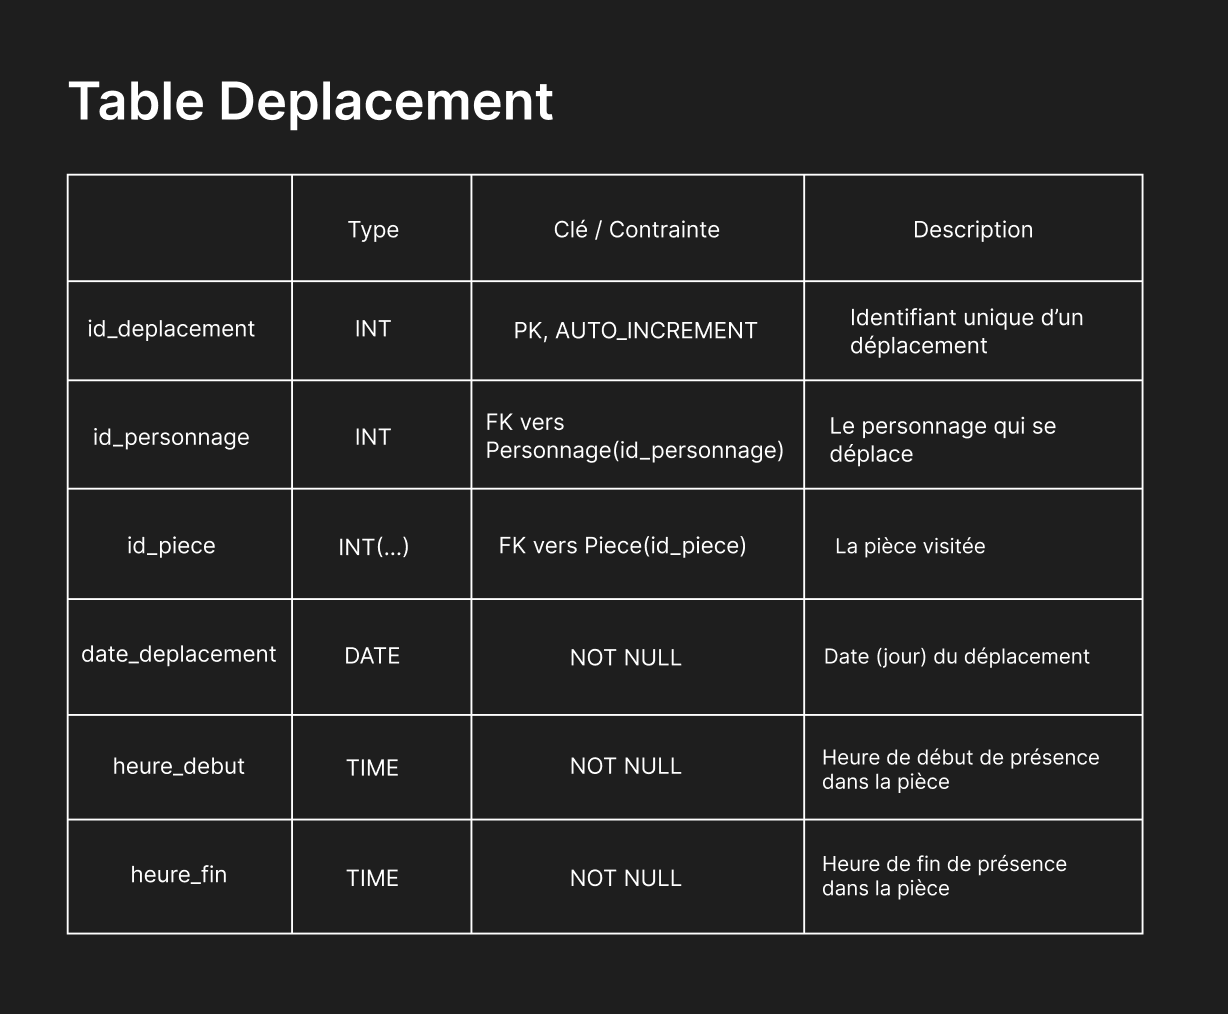 Table Deplacement
Type
Clé / Contrainte
Description
id_deplacement
INT
PK, AUTO_INCREMENT
Identifiant unique d’un
déplacement
id_personnage
INT
FK vers
Personnage(id_personnage)
Le personnage qui se
déplace
id_piece
INT(...)
FK vers Piece(id_piece)
La pièce visitée
date_deplacement
DATE
NOT NULL
Date (jour) du déplacement
heure_debut
TIME
NOT NULL
Heure de début de présence
dans la pièce
heure_fin
TIME
NOT NULL
Heure de fin de présence
dans la pièce